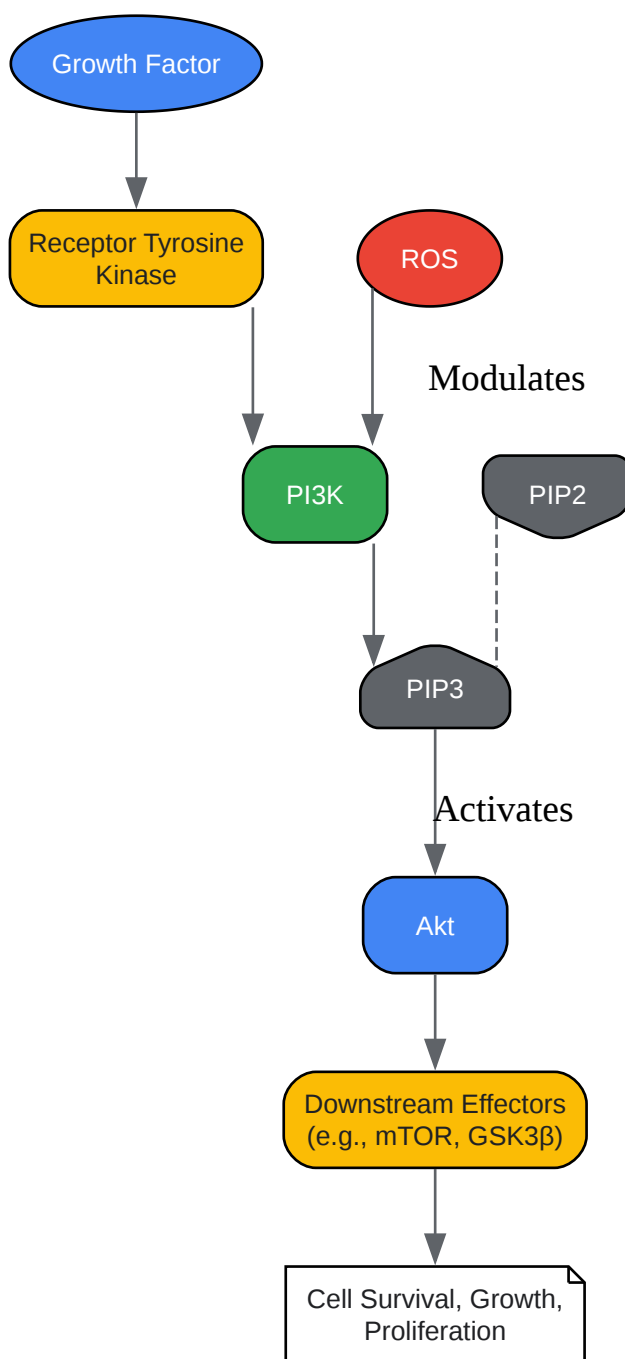 Growth Factor
Receptor Tyrosine
Kinase
ROS
Modulates
PI3K
PIP2
PIP3
Activates
Akt
Downstream Effectors
(e.g., mTOR, GSK3β)
Cell Survival, Growth,
Proliferation